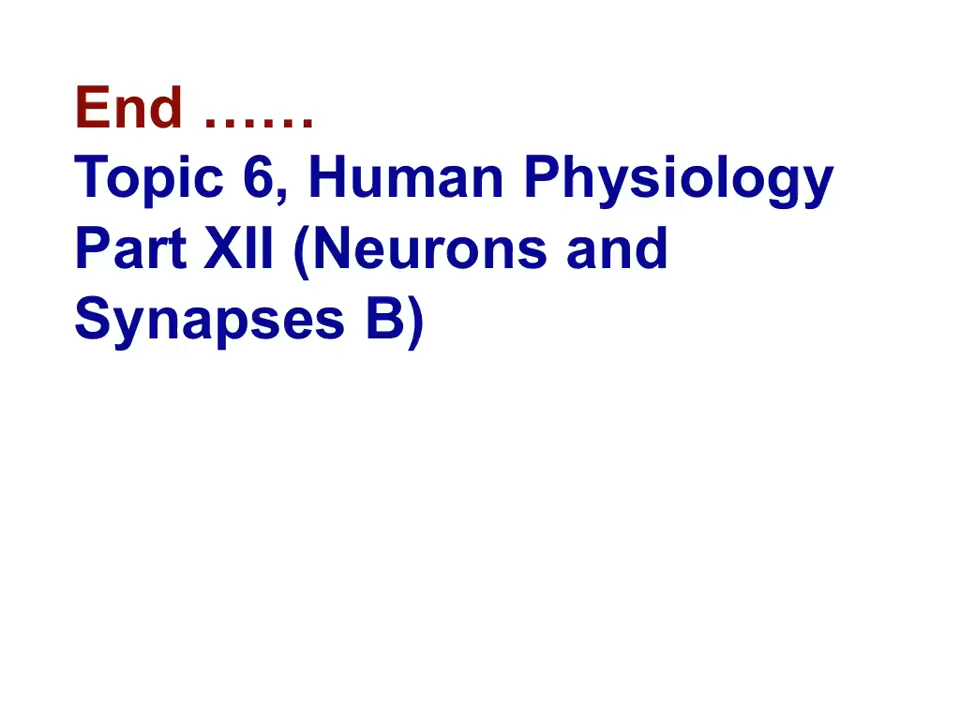 End ……
Topic 6, Human Physiology
Part XII (Neurons and
Synapses B)